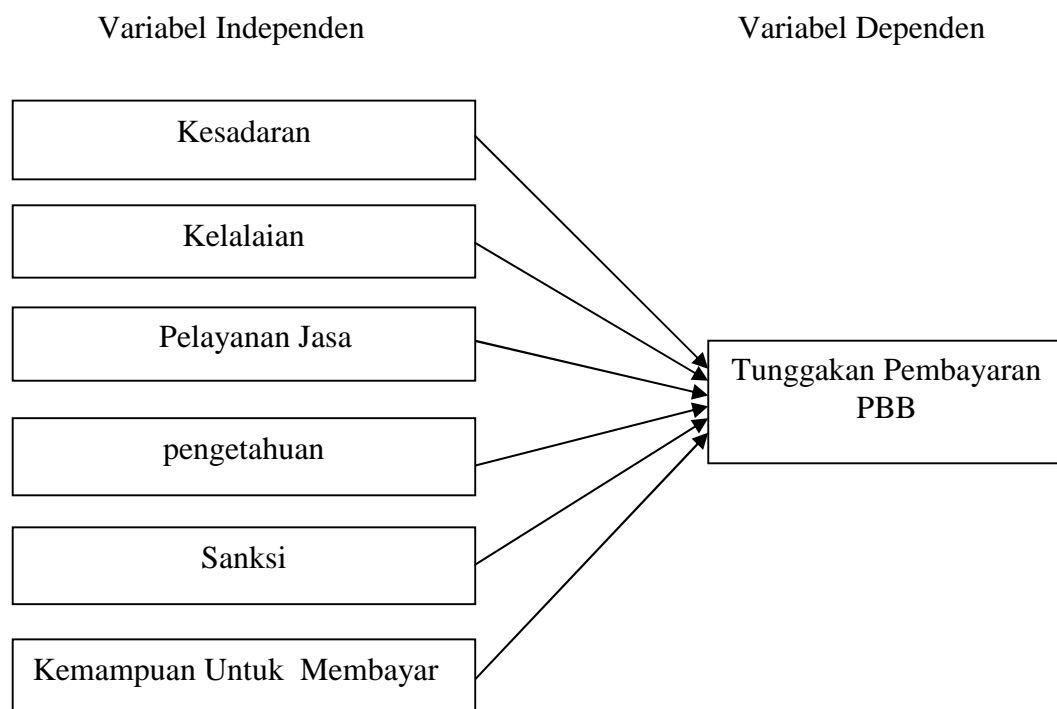 Variabel Independen
Variabel Dependen
Kesadaran
Kelalaian
Pelayanan Jasa
pengetahuan
Sanksi
Kemampuan Untuk Membayar
Tunggakan Pembayaran
PBB